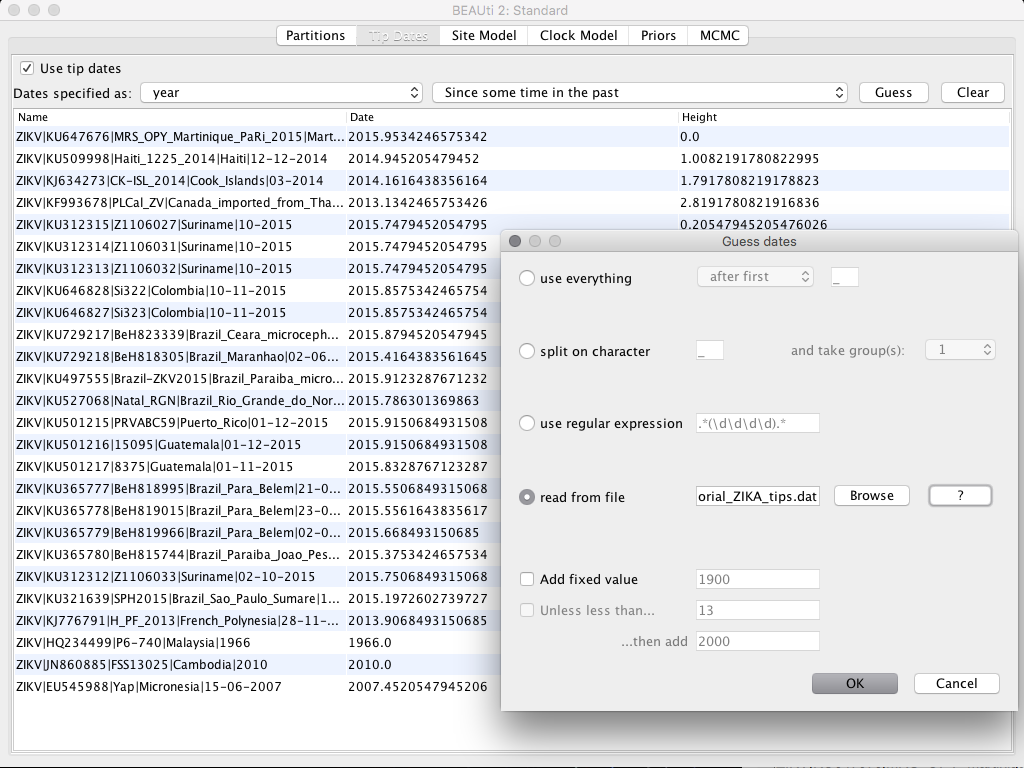 BEAUti 2: Standard
Partitions Tip Dates Site Model Clock Model Priors MCMC
Use tip dates
Dates specified as: year Since some time in the past Guess Clear
Name Date Height
ZIKV|KU647676|MRS_OPY_Martinique_PaRi_2015|Mart... 2015.9534246575342 0.0
ZIKV|KU509998|Haiti_1225_2014|Haiti|12-12-2014 2014.945205479452 1.0082191780822995
ZIKV|KJ634273|CK-ISL_2014|Cook_Islands|03-2014 2014.1616438356164 1.7917808219178823
ZIKV|KF993678|PLCal_ZV|Canada_imported_from_Tha... 2013.1342465753426 2.8191780821916836
ZIKV|KU312315|Z1106027|Suriname|10-2015 2015.7479452054795 0.20547945205476026
ZIKV|KU312314|Z1106031|Suriname|10-2015 2015.7479452054795
ZIKV|KU312313|Z1106032|Suriname|10-2015 2015.7479452054795
ZIKV|KU646828|Si322|Colombia|10-11-2015 2015.8575342465754
ZIKV|KU646827|Si323|Colombia|10-11-2015 2015.8575342465754
ZIKV|KU729217|BeH823339|Brazil_Ceara_microceph... 2015.8794520547945
ZIKV|KU729218|BeH818305|Brazil_Maranhao|02-06... 2015.4164383561645
ZIKV|KU497555|Brazil-ZKV2015|Brazil_Paraiba_micro... 2015.9123287671232
ZIKV|KU527068|Natal_RGN|Brazil_Rio_Grande_do_Nor... 2015.786301369863
ZIKV|KU501215|PRVABC59|Puerto_Rico|01-12-2015 2015.9150684931508
ZIKV|KU501216|15095|Guatemala|01-12-2015 2015.9150684931508
ZIKV|KU501217|8375|Guatemala|01-11-2015 2015.8328767123287
ZIKV|KU365777|BeH818995|Brazil_Para_Belem|21-0... 2015.5506849315068
ZIKV|KU365778|BeH819015|Brazil_Para_Belem|23-0... 2015.5561643835617
ZIKV|KU365779|BeH819966|Brazil_Para_Belem|02-0... 2015.668493150685
ZIKV|KU365780|BeH815744|Brazil_Paraiba_Joao_Pes... 2015.3753424657534
ZIKV|KU312312|Z1106033|Suriname|02-10-2015 2015.7506849315068
ZIKV|KU321639|SPH2015|Brazil_Sao_Paulo_Sumare|1... 2015.1972602739727
ZIKV|KJ776791|H_PF_2013|French_Polynesia|28-11-... 2013.9068493150685
ZIKV|HQ234499|P6-740|Malaysia|1966 1966.0
ZIKV|JN860885|FSS13025|Cambodia|2010 2010.0
ZIKV|EU545988|Yap|Micronesia|15-06-2007 2007.4520547945206
Guess dates
use everything after first _
split on character _ and take group(s): 1
use regular expression .*(\d\d\d\d).*
read from file orial_ZIKA_tips.dat Browse ?
Add fixed value 1900
Unless less than... 13
...then add 2000
OK Cancel